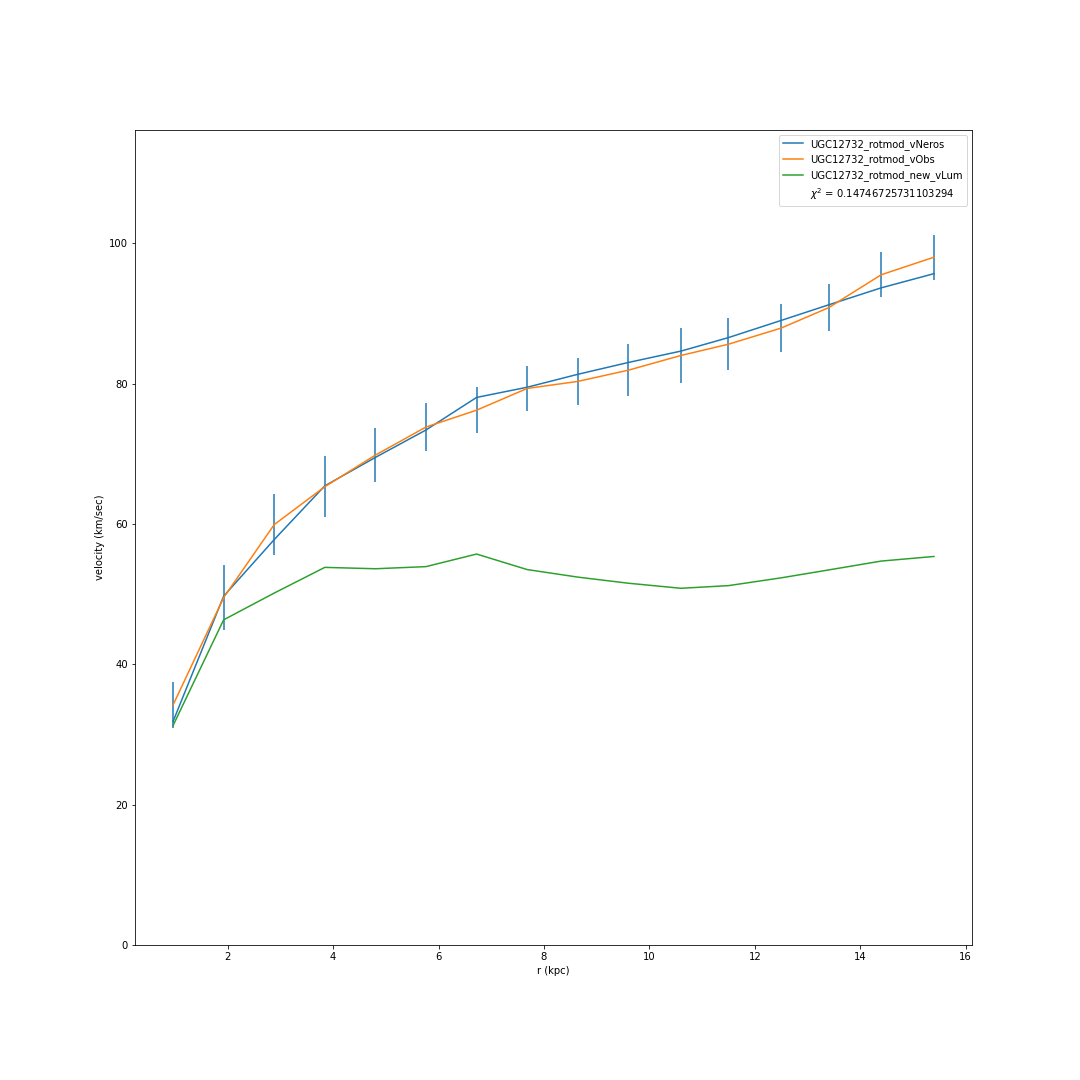 UGC12732_rotmod_vNeros
UGC12732_rotmod_vObs
UGC12732_rotmod_new_vLum
χ² = 0.14746725731103294
100
80
60
40
20
0
velocity (km/sec)
2 4 6 8 10 12 14 16
r (kpc)